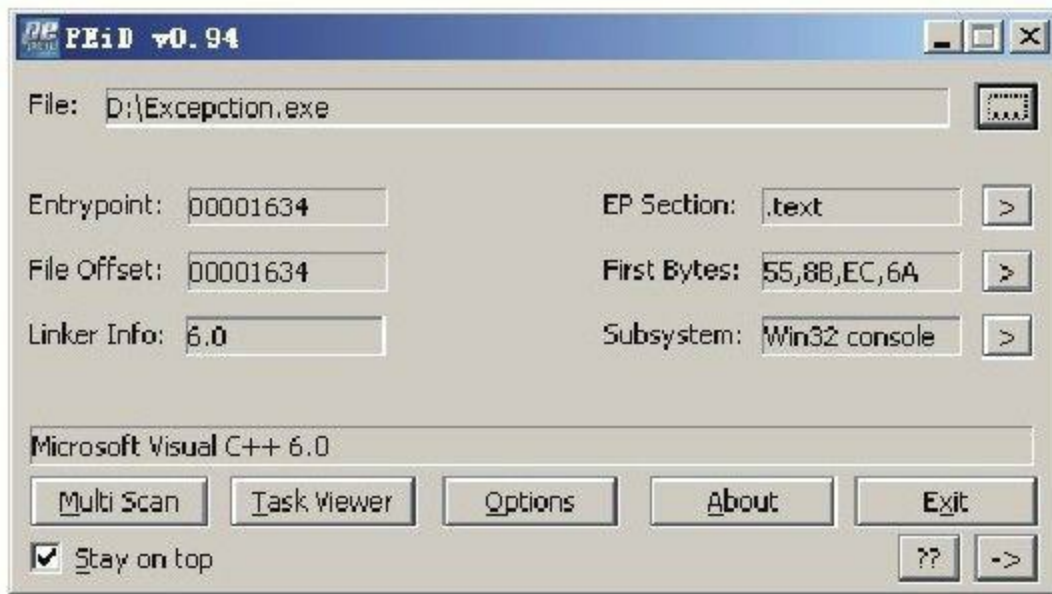 PEiD v0.94
File: D:\Excepction.exe
Entrypoint: 00001634
EP Section: .text >
File Offset: 00001634
First Bytes: 55,8B,EC,6A >
Linker Info: 6.0
Subsystem: Win32 console >
Microsoft Visual C++ 6.0
Multi Scan Task Viewer Options About Exit
Stay on top ?? ->